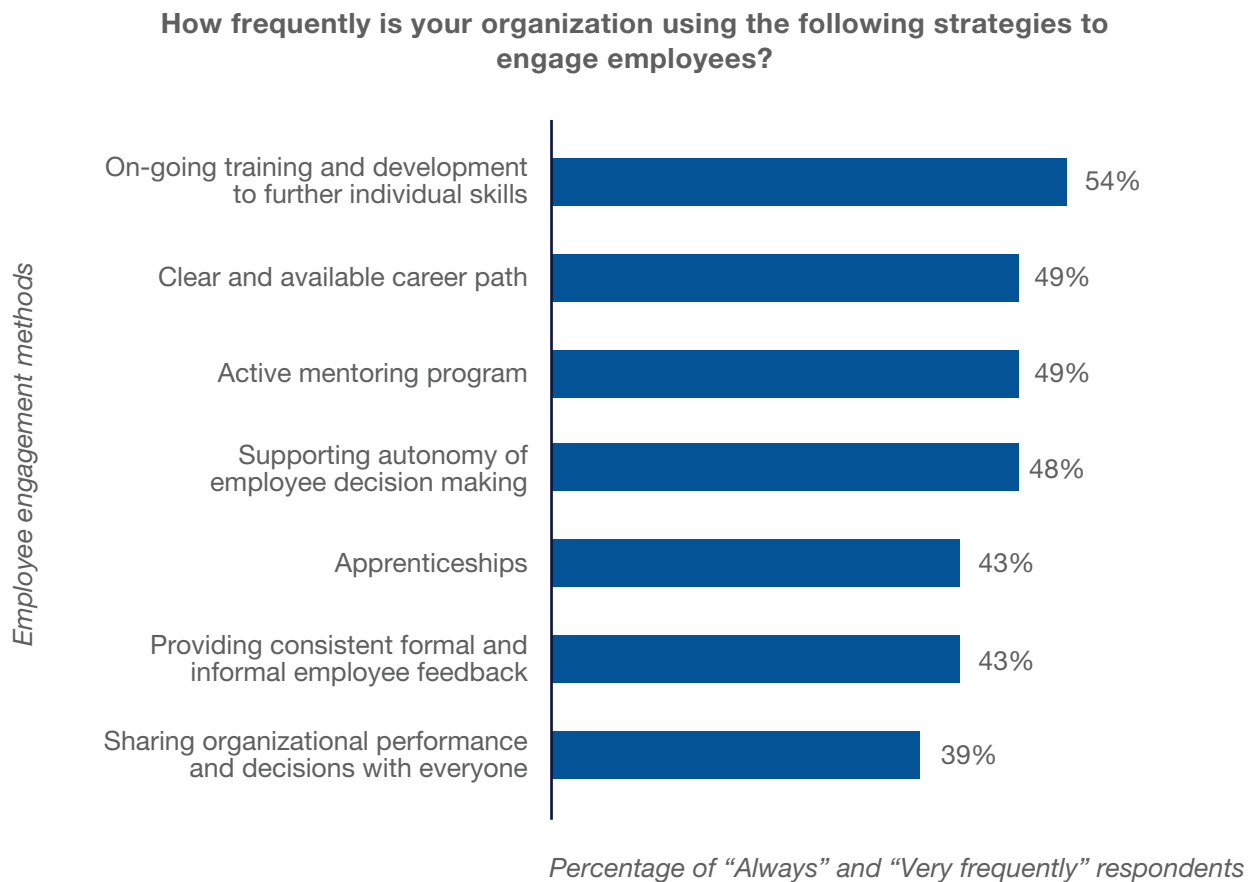 How frequently is your organization using the following strategies to
engage employees?
Employee engagement methods
On-going training and development
to further individual skills
54%
Clear and available career path
49%
Active mentoring program
49%
Supporting autonomy of
employee decision making
48%
Apprenticeships
43%
Providing consistent formal and
informal employee feedback
43%
Sharing organizational performance
and decisions with everyone
39%
Percentage of “Always” and “Very frequently” respondents